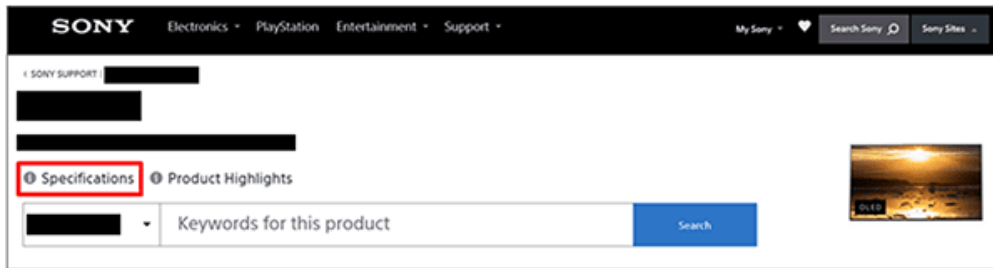 SONY Electronics PlayStation Entertainment Support My Sony Search Sony Sony Sites
< SONY SUPPORT |
Specifications Product Highlights
OLED
Keywords for this product Search